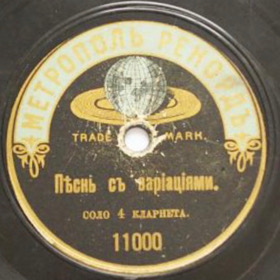 МЕТРОПОЛЬ РЕКОРДЪ
TRADE MARK.
Пѣснь съ варіаціями.
СОЛО 4 КЛАРНЕТА.
11000